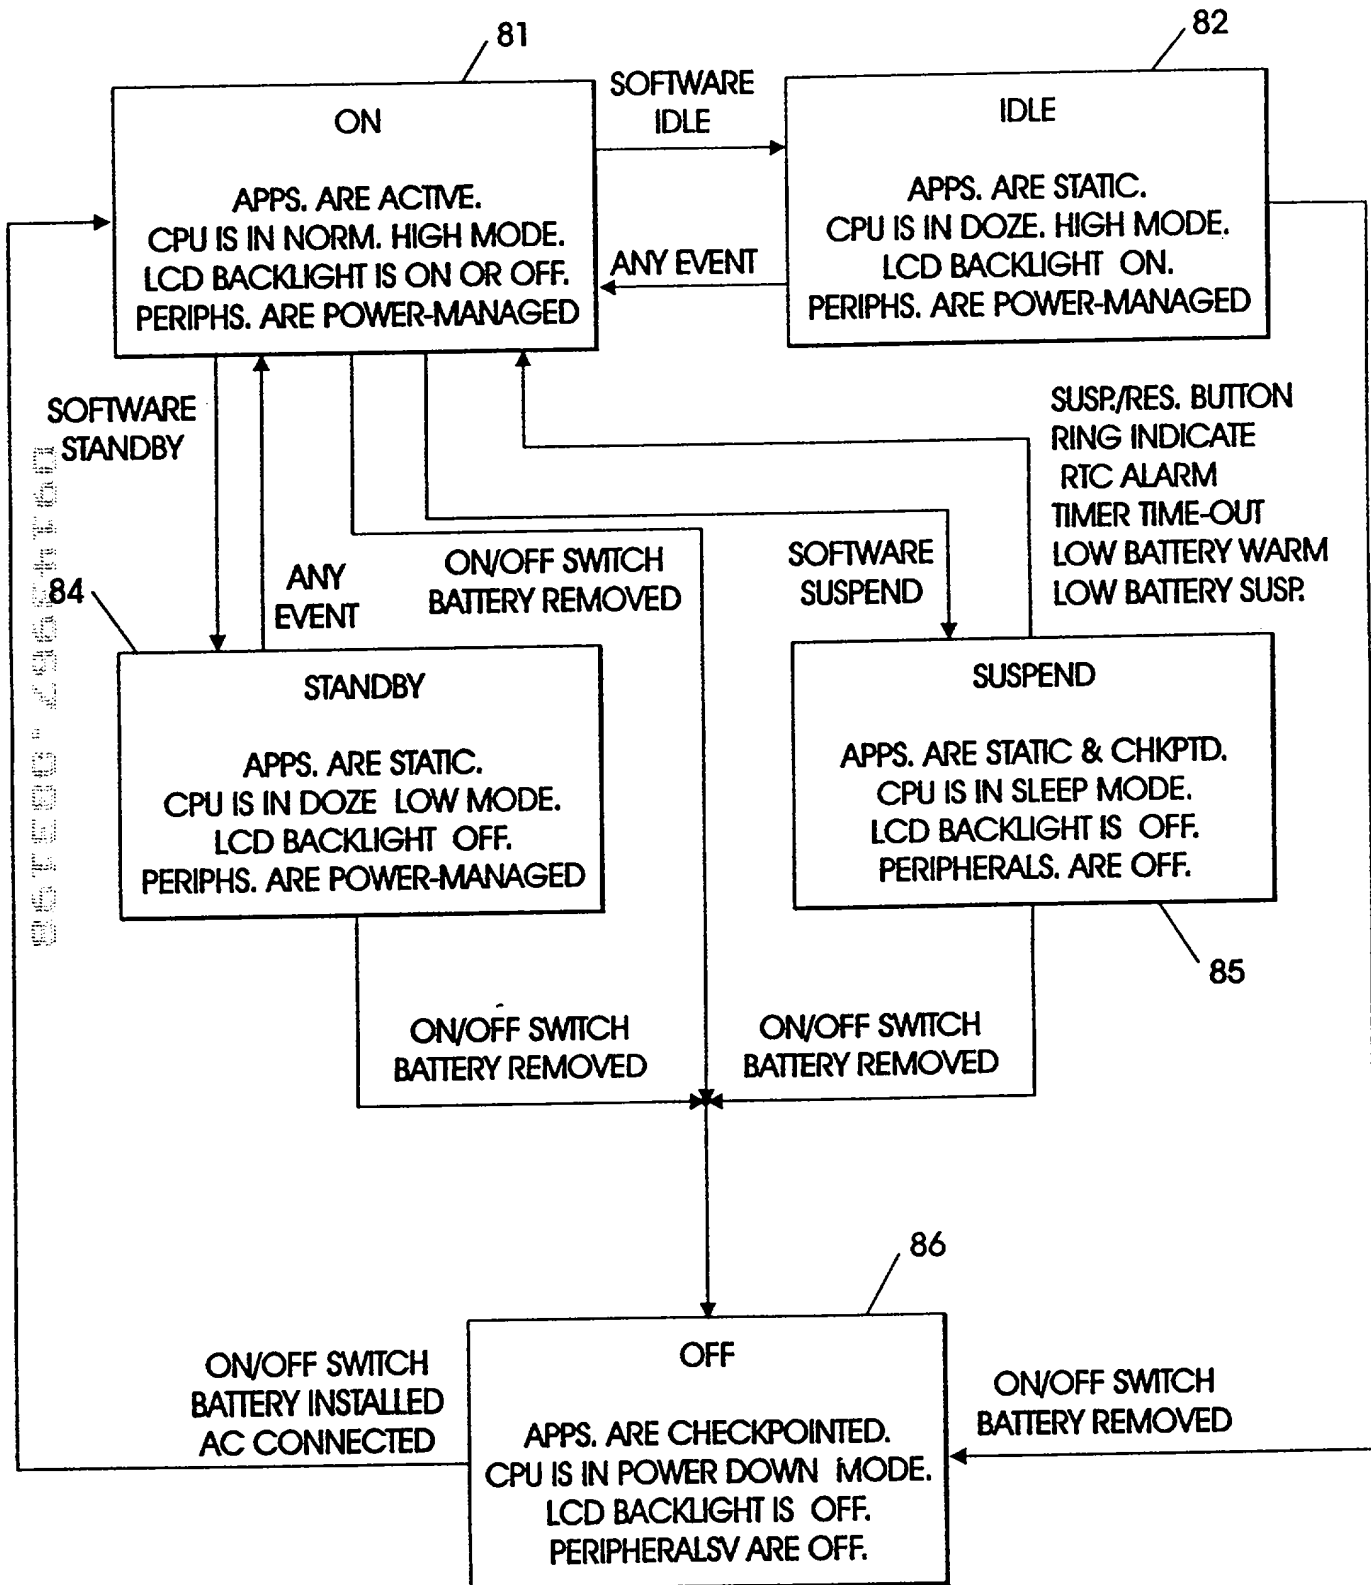 81
82
ON
APPS. ARE ACTIVE.
CPU IS IN NORM. HIGH MODE.
LCD BACKLIGHT IS ON OR OFF.
PERIPHS. ARE POWER-MANAGED
SOFTWARE
IDLE
ANY EVENT
IDLE
APPS. ARE STATIC.
CPU IS IN DOZE. HIGH MODE.
LCD BACKLIGHT ON.
PERIPHS. ARE POWER-MANAGED
SOFTWARE
STANDBY
ANY
EVENT
ON/OFF SWITCH
BATTERY REMOVED
SOFTWARE
SUSPEND
SUSP./RES. BUTTON
RING INDICATE
RTC ALARM
TIMER TIME-OUT
LOW BATTERY WARM
LOW BATTERY SUSP.
84
STANDBY
APPS. ARE STATIC.
CPU IS IN DOZE LOW MODE.
LCD BACKLIGHT OFF.
PERIPHS. ARE POWER-MANAGED
SUSPEND
APPS. ARE STATIC & CHKPTD.
CPU IS IN SLEEP MODE.
LCD BACKLIGHT IS OFF.
PERIPHERALS. ARE OFF.
85
ON/OFF SWITCH
BATTERY REMOVED
ON/OFF SWITCH
BATTERY REMOVED
86
ON/OFF SWITCH
BATTERY INSTALLED
AC CONNECTED
OFF
APPS. ARE CHECKPOINTED.
CPU IS IN POWER DOWN MODE.
LCD BACKLIGHT IS OFF.
PERIPHERALSV ARE OFF.
ON/OFF SWITCH
BATTERY REMOVED